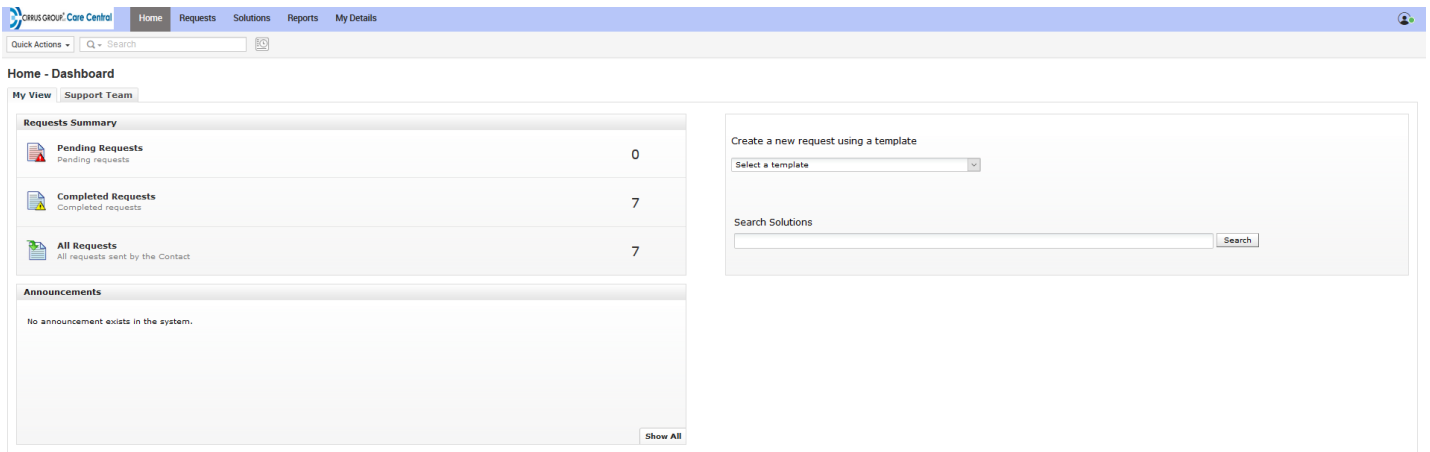 CIRRUS GROUP. Care Central Home Requests Solutions Reports My Details
Quick Actions Search
Home - Dashboard
My View Support Team
Requests Summary
Pending Requests 0
Pending requests
Completed Requests 7
Completed requests
All Requests 7
All requests sent by the Contact
Create a new request using a template
Select a template
Search Solutions
Search
Announcements
No announcement exists in the system.
Show All